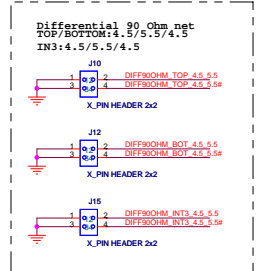 Differential 90 Ohm net
TOP/BOTTOM:4.5/5.5/4.5
IN3:4.5/5.5/4.5
J10
1 2 DIFF90OHM_TOP_4.5_5.5
3 4 DIFF90OHM_TOP_4.5_5.5#
X_PIN HEADER 2x2
J12
1 2 DIFF90OHM_BOT_4.5_5.5
3 4 DIFF90OHM_BOT_4.5_5.5#
X_PIN HEADER 2x2
J15
1 2 DIFF90OHM_INT3_4.5_5.5
3 4 DIFF90OHM_INT3_4.5_5.5#
X_PIN HEADER 2x2